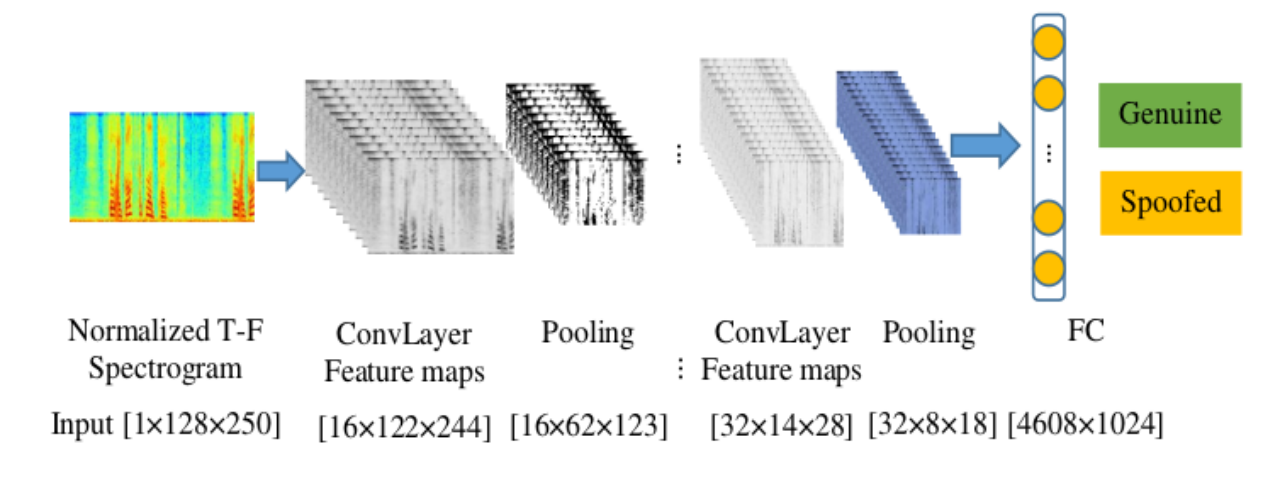 Genuine
Spoofed
...
...
Normalized T-F
Spectrogram
ConvLayer
Feature maps
Pooling
⋮
ConvLayer
Feature maps
Pooling
FC
Input [1×128×250]
[16×122×244]
[16×62×123]
[32×14×28]
[32×8×18]
[4608×1024]